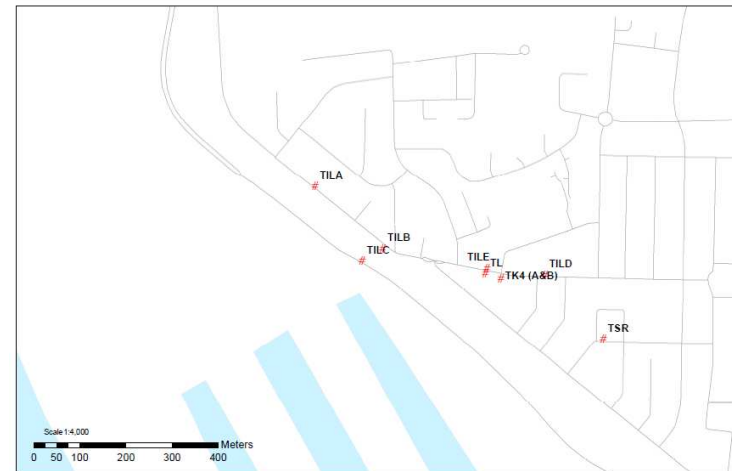 # TILA
# TILB
# TILC
TILE # TL
#
# TK4 (A&B)
# TILD
# TSR
Scale 1:4,000
Meters
0 50 100 200 300 400